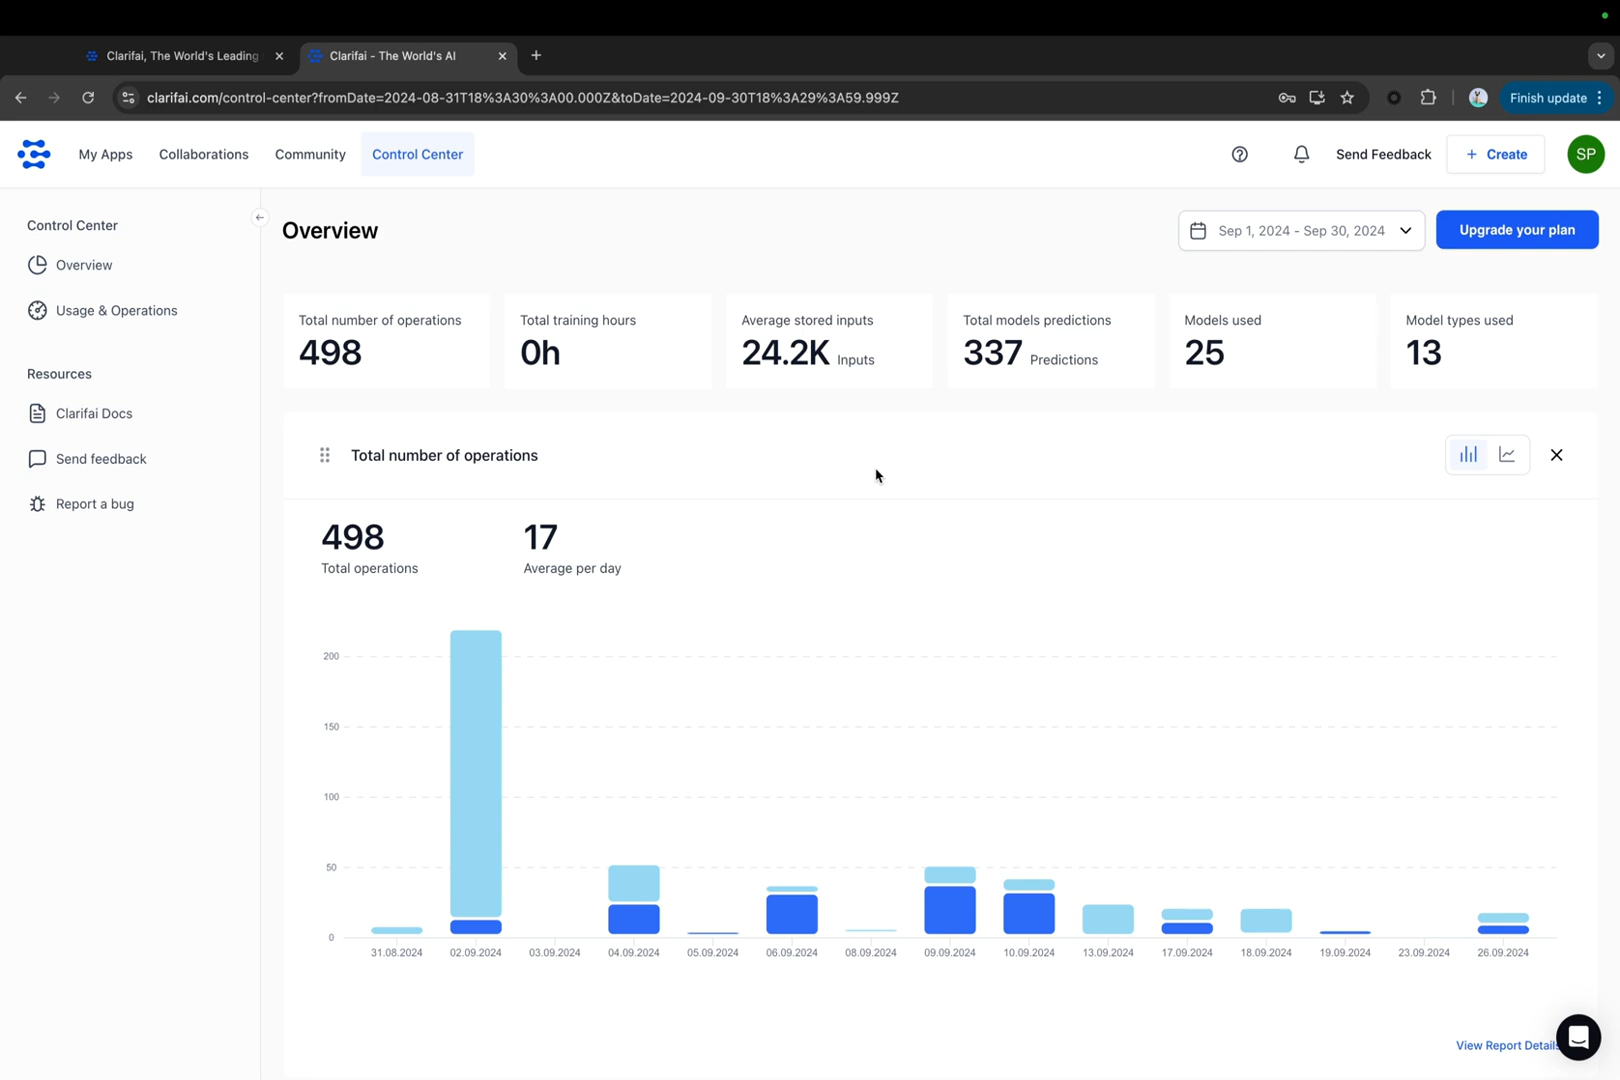 Clarifai, The World's Leading
Clarifai - The World's AI
clarifai.com/control-center?fromDate=2024-08-31T18%3A30%3A00.000Z&toDate=2024-09-30T18%3A29%3A59.999Z
Finish update
My Apps
Collaborations
Community
Control Center
Send Feedback
+ Create
SP
Control Center
Overview
Usage & Operations
Resources
Clarifai Docs
Send feedback
Report a bug
Overview
Sep 1, 2024 - Sep 30, 2024
Upgrade your plan
Total number of operations
498
Total training hours
0h
Average stored inputs
24.2K Inputs
Total models predictions
337 Predictions
Models used
25
Model types used
13
Total number of operations
498
Total operations
17
Average per day
200
150
100
50
0
31.08.2024
02.09.2024
03.09.2024
04.09.2024
05.09.2024
06.09.2024
08.09.2024
09.09.2024
10.09.2024
13.09.2024
17.09.2024
18.09.2024
19.09.2024
23.09.2024
26.09.2024
View Report Details